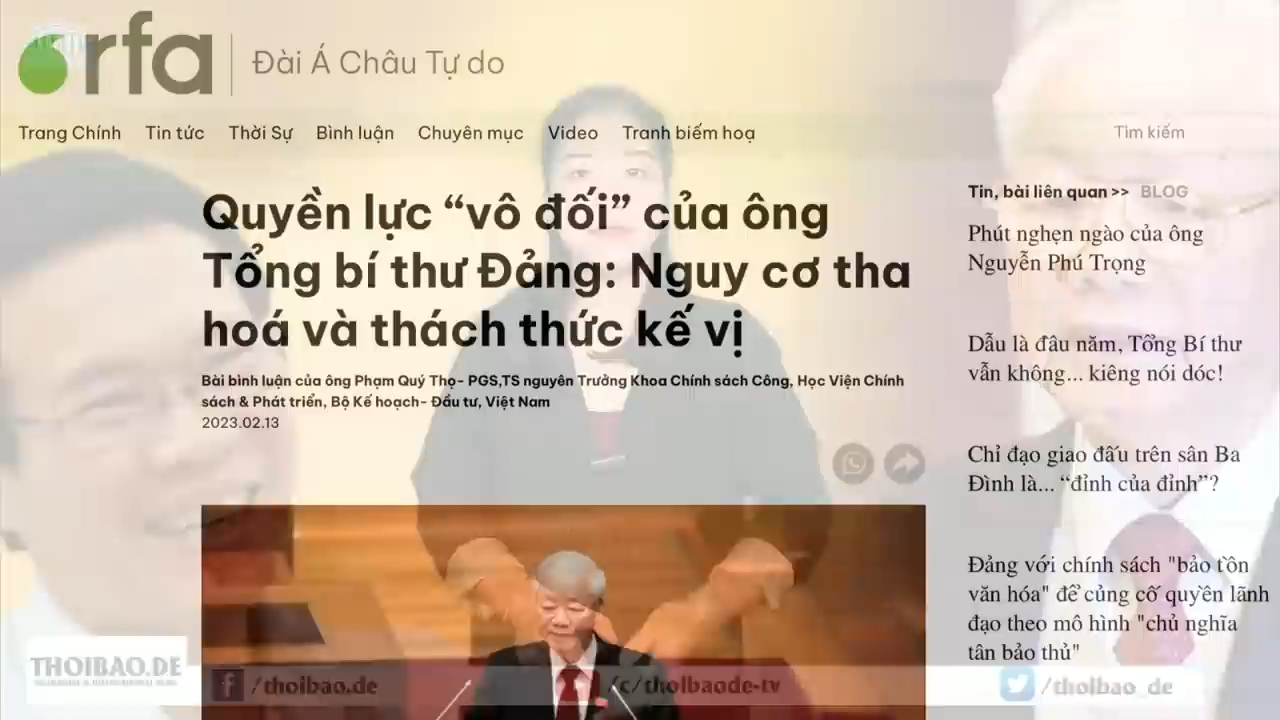 rfa Đài Á Châu Tự do
Trang Chính Tin tức Thời Sự Bình luận Chuyên mục Video Tranh biếm hoạ Tìm kiếm
Quyền lực “vô đối” của ông
Tổng bí thư Đảng: Nguy cơ tha
hoá và thách thức kế vị
Bài bình luận của ông Phạm Quý Thọ- PGS,TS nguyên Trưởng Khoa Chính sách Công, Học Viện Chính
sách & Phát triển, Bộ Kế hoạch- Đầu tư, Việt Nam
2023.02.13
Tin, bài liên quan >> BLOG
Phút nghẹn ngào của ông
Nguyễn Phú Trọng
Dẫu là đâu năm, Tổng Bí thư
vẫn không... kiêng nói dóc!
Chỉ đạo giao đấu trên sân Ba
Đình là... “đỉnh của đỉnh”?
Đảng với chính sách "bảo tồn
văn hóa" để củng cố quyền lãnh
đạo theo mô hình "chủ nghĩa
tân bảo thủ"
THOIBAO.DE
/thoibao.de
/c/thoibaode-tv
/thoibao_de